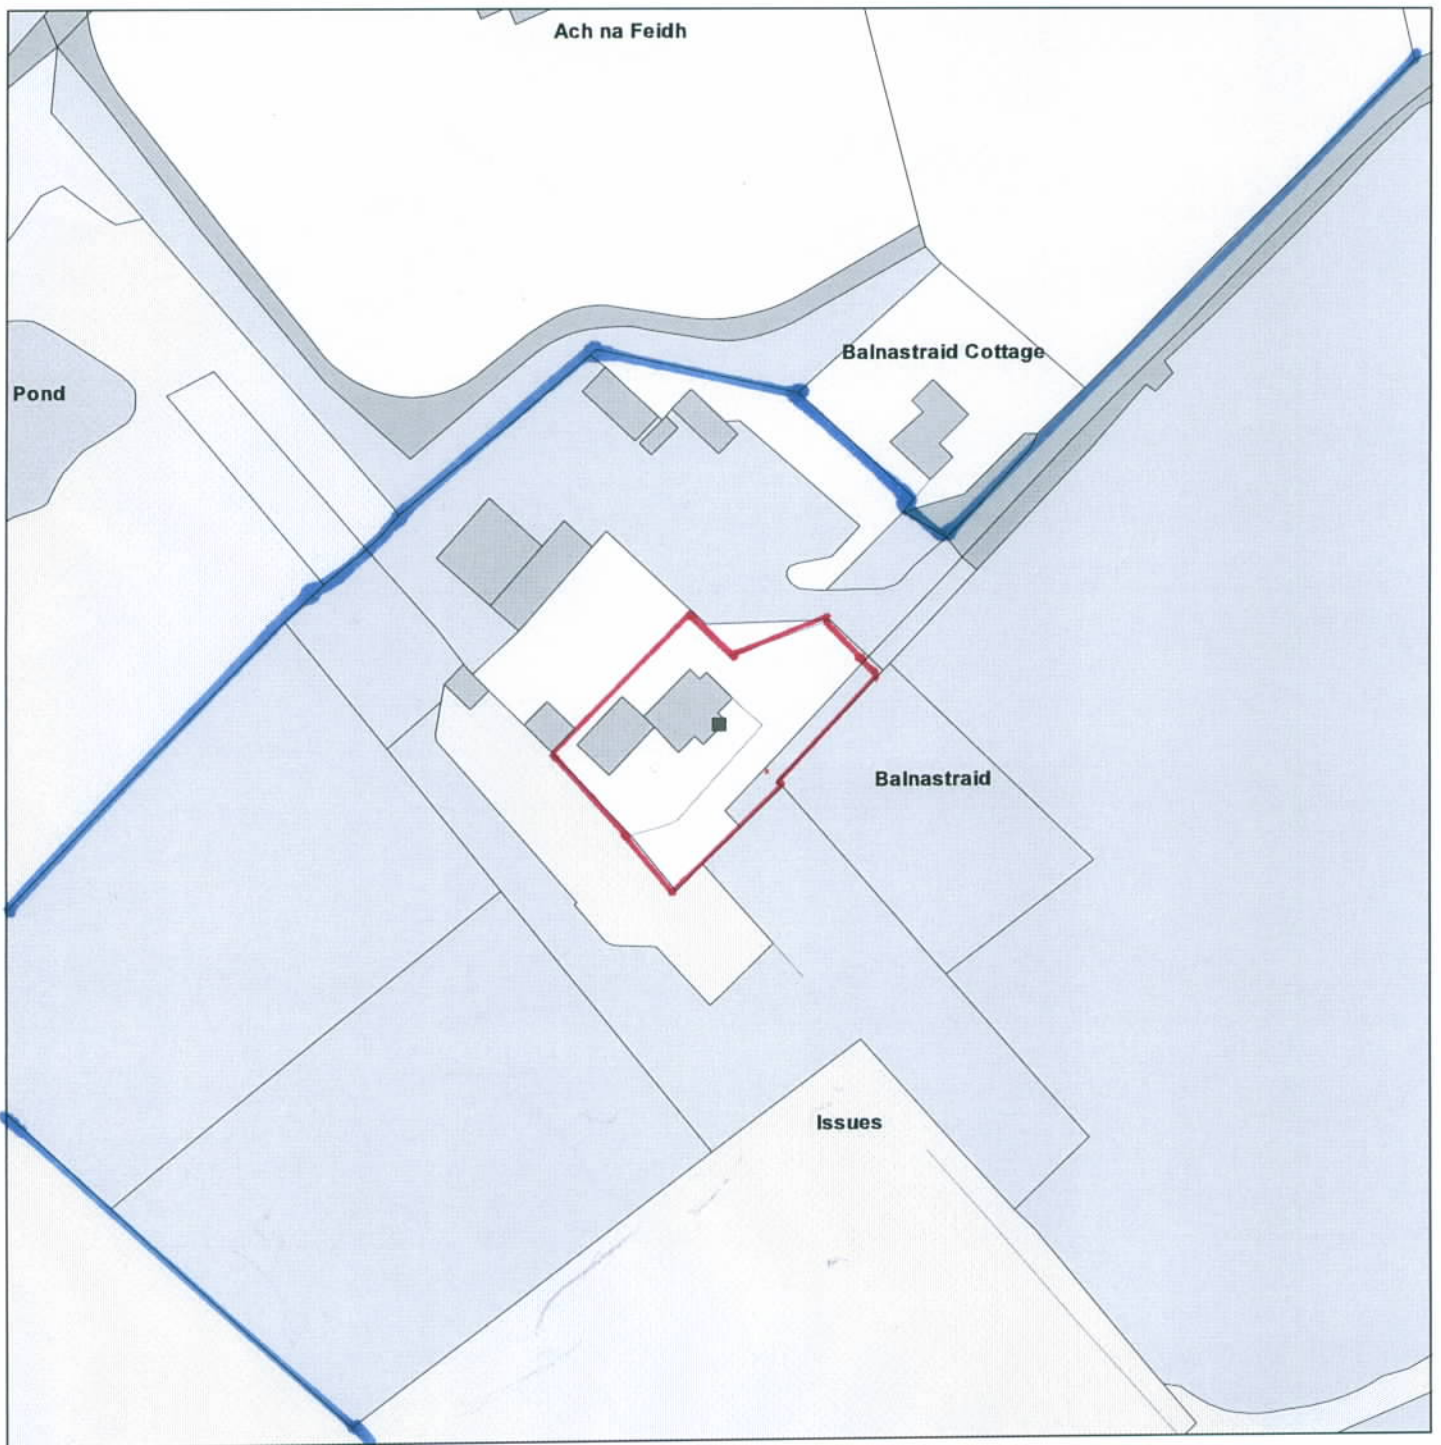 Ach na Feidh
Balnastraid Cottage
Pond
Balnastraid
Issues